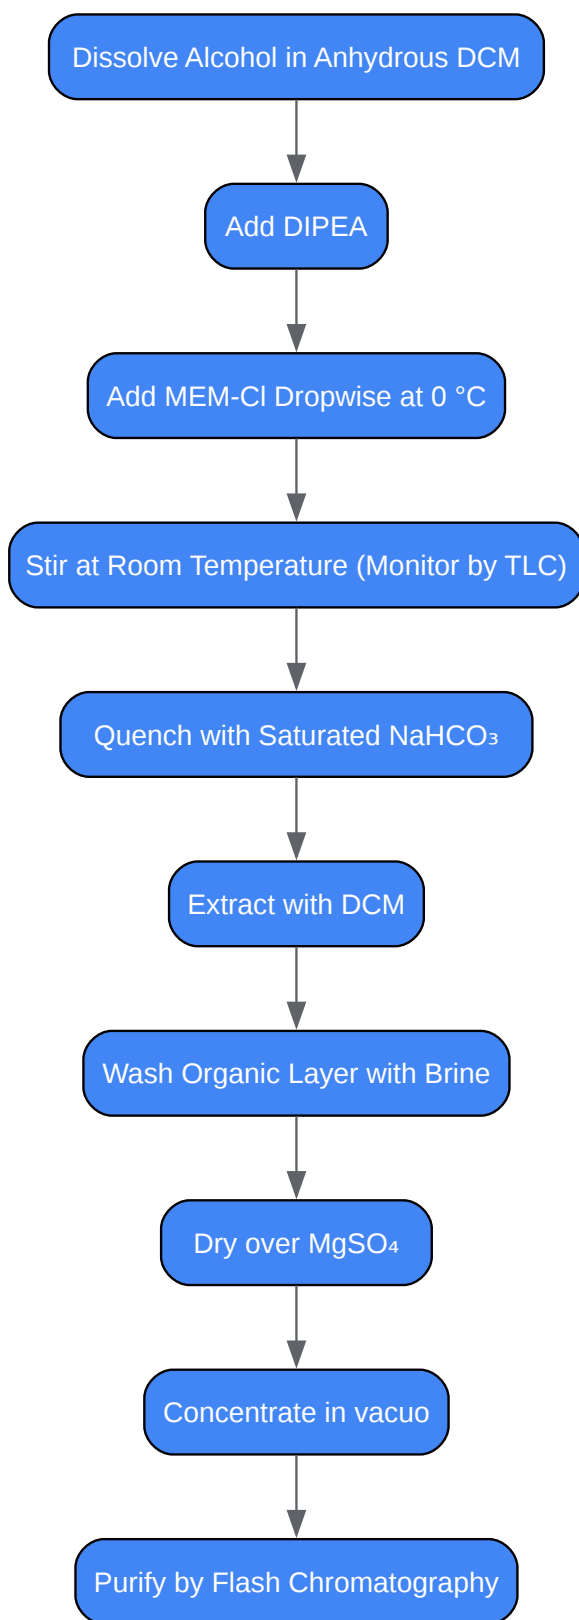 Dissolve Alcohol in Anhydrous DCM
Add DIPEA
Add MEM-Cl Dropwise at 0 °C
Stir at Room Temperature (Monitor by TLC)
Quench with Saturated NaHCO₃
Extract with DCM
Wash Organic Layer with Brine
Dry over MgSO₄
Concentrate in vacuo
Purify by Flash Chromatography